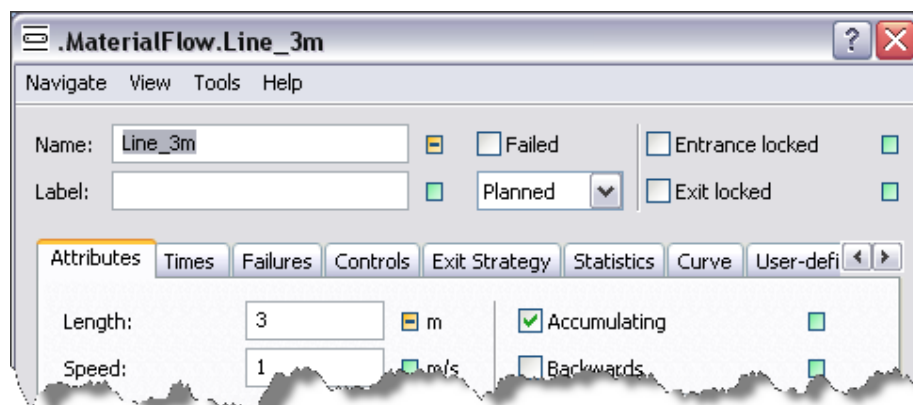 .MaterialFlow.Line_3m
Navigate View Tools Help
Name: Line_3m Failed Entrance locked
Label: Planned Exit locked
Attributes Times Failures Controls Exit Strategy Statistics Curve User-defi
Length: 3 m Accumulating
Speed: 1 m/s Backwards